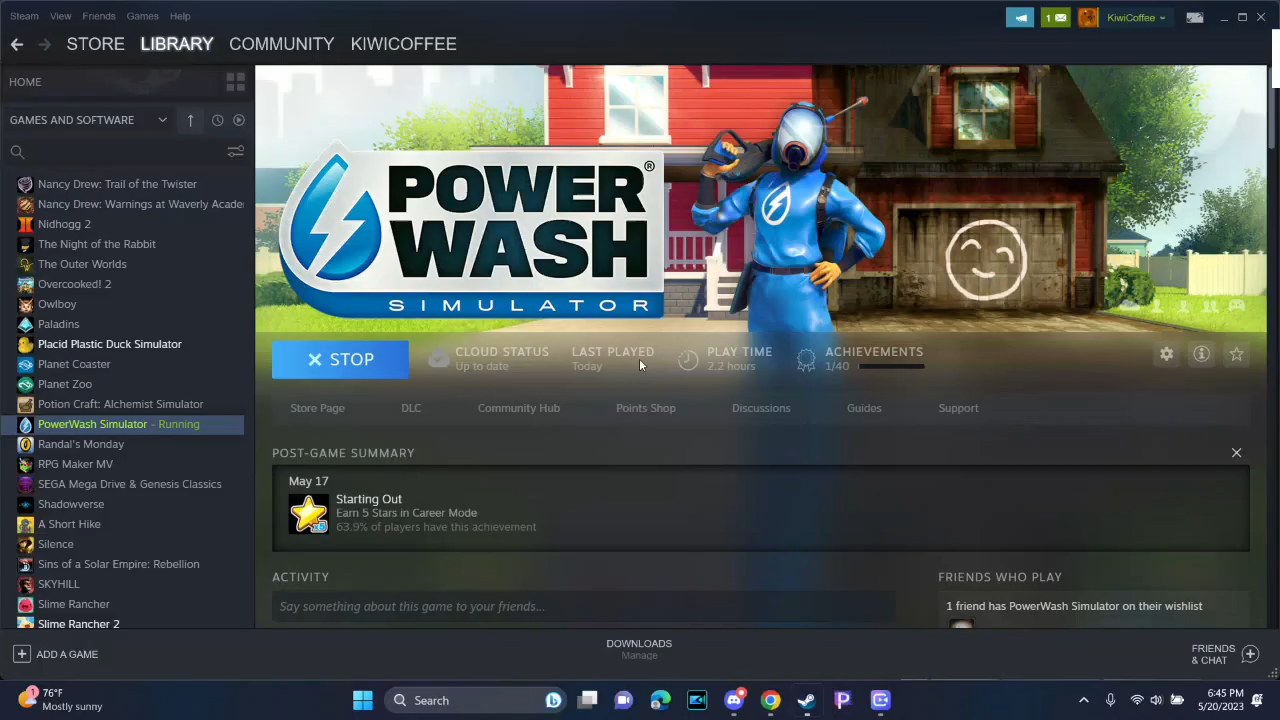 Steam View Friends Games Help
1 KiwiCoffee
STORE LIBRARY COMMUNITY KIWICOFFEE
HOME
GAMES AND SOFTWARE
Nancy Drew: Trail of the Twister
Nancy Drew: Warnings at Waverly Acade
Nidhogg 2
The Night of the Rabbit
The Outer Worlds
Overcooked! 2
Owlboy
Paladins
Placid Plastic Duck Simulator
Planet Coaster
Planet Zoo
Potion Craft: Alchemist Simulator
PowerWash Simulator - Running
Randal's Monday
RPG Maker MV
SEGA Mega Drive & Genesis Classics
Shadowverse
A Short Hike
Silence
Sins of a Solar Empire: Rebellion
SKYHILL
Slime Rancher
Slime Rancher 2
POWER®
WASH
SIMULATOR
STOP
CLOUD STATUS
Up to date
LAST PLAYED
Today
PLAY TIME
2.2 hours
ACHIEVEMENTS
1/40
Store Page DLC Community Hub Points Shop Discussions Guides Support
POST-GAME SUMMARY
May 17
x5
Starting Out
Earn 5 Stars in Career Mode
63.9% of players have this achievement
ACTIVITY
Say something about this game to your friends...
FRIENDS WHO PLAY
1 friend has PowerWash Simulator on their wishlist
ADD A GAME
DOWNLOADS
Manage
FRIENDS
& CHAT
1
76°F
Mostly sunny
Search
6:45 PM
5/20/2023